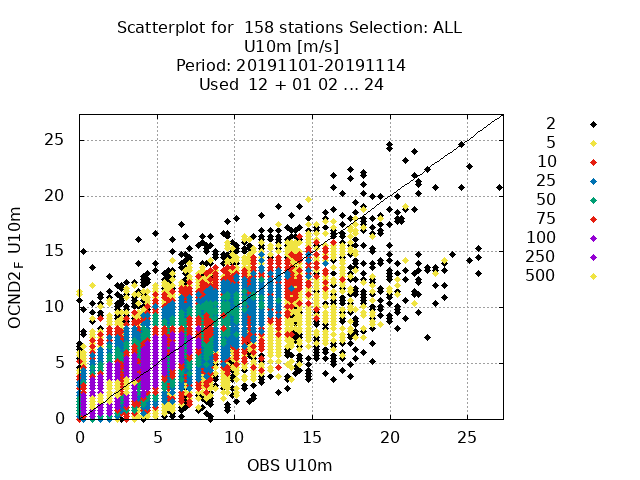 Scatterplot for  158 stations Selection: ALL
U10m [m/s]
Period: 20191101-20191114
Used  12 + 01 02 ... 24
2
5
10
25
50
75
100
250
500
25
20
15
10
5
0
OCND2 F U10m
0 5 10 15 20 25
OBS U10m